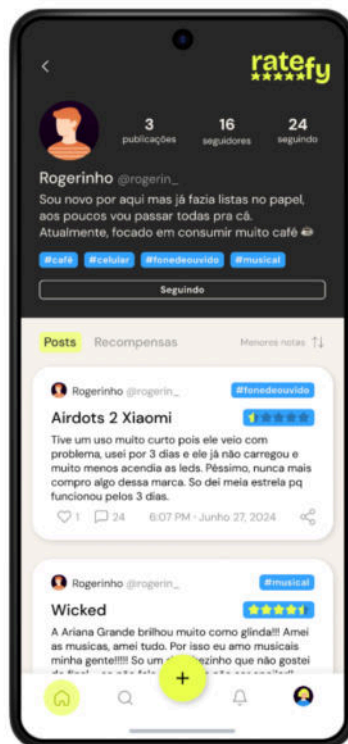 ratefy
3 16 24
publicações seguidores seguindo
Rogerinho @rogerin_
Sou novo por aqui mas já fazia listas no papel,
aos poucos vou passar todas pra cá.
Atualmente, focado em consumir muito café
#café #celular #fonedeouvido #musical
Seguindo
Posts Recompensas Menores notas
Rogerinho @rogerin_ #fonedeouvido
Airdots 2 Xiaomi
Tive um uso muito curto pois ele veio com
problema, usei por 3 dias e ele já não carregou e
muito menos acendia as leds. Péssimo, nunca mais
compro algo dessa marca. So dei meia estrela pq
funcionou pelos 3 dias.
1 24 6:07 PM · Junho 27, 2024
Rogerinho @rogerin_ #musical
Wicked
A Ariana Grande brilhou muito como glinda!!! Amei
as musicas, amei tudo. Por isso eu amo musicais
minha gente!!!!! So um que não gostei
+